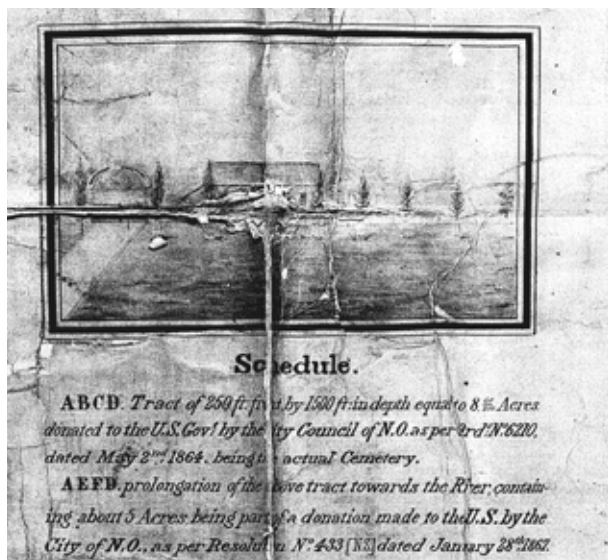 Schedule.
ABCD. Tract of 250 ft. front, by 1500 ft: in depth equal to 8. Acres
donated to the U.S. Gov! by the City Council of N.O. as per Ord: Nº 6210,
dated May 2nd 1864. being the actual Cemetery.
AEFD. prolongation of the above tract towards the River, contain-
ing about 5 Acres being part of a donation made to the U.S. by the
City of N.O., as per Resolution Nº 433 [N.S.] dated January 28th 1867.